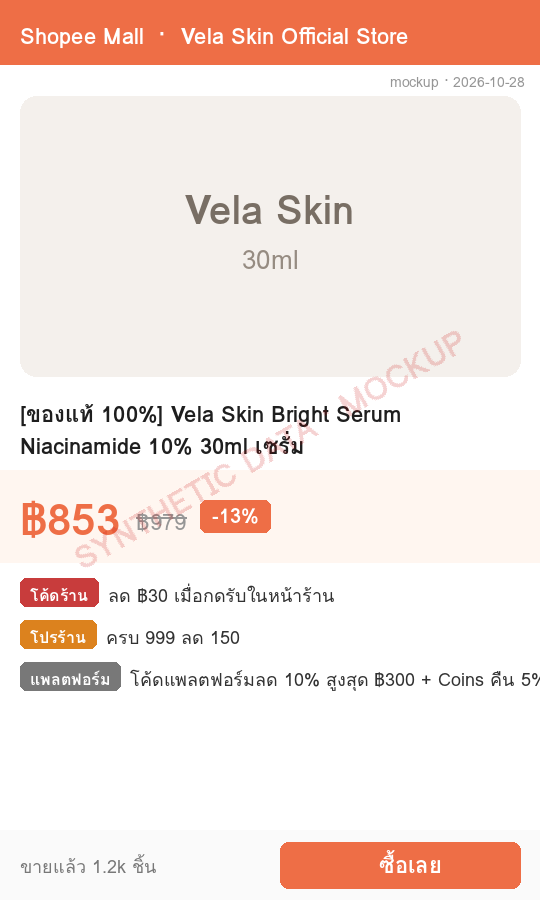 Shopee Mall · Vela Skin Official Store
mockup · 2026-10-28
Vela Skin
30ml
[ของแท้ 100%] Vela Skin Bright Serum
Niacinamide 10% 30ml เซรั่ม
฿853 ฿979 -13%
SYNTHETIC DATA · MOCKUP
โค้ดร้าน ลด ฿30 เมื่อกดรับในหน้าร้าน
โปรร้าน ครบ 999 ลด 150
แพลตฟอร์ม โค้ดแพลตฟอร์มลด 10% สูงสุด ฿300 + Coins คืน 5%
ขายแล้ว 1.2k ชิ้น
ซื้อเลย